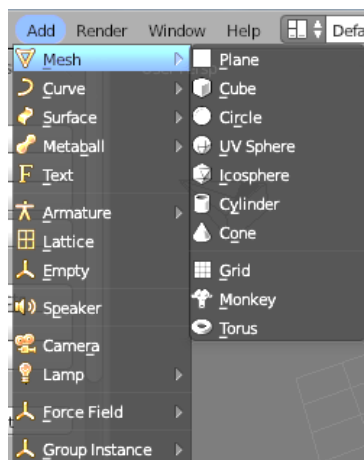 Add Render Window Help Defa
Mesh
Curve
Surface
Metaball
Text
Armature
Lattice
Empty
Speaker
Camera
Lamp
Force Field
Group Instance
Plane
Cube
Circle
UV Sphere
Icosphere
Cylinder
Cone
Grid
Monkey
Torus